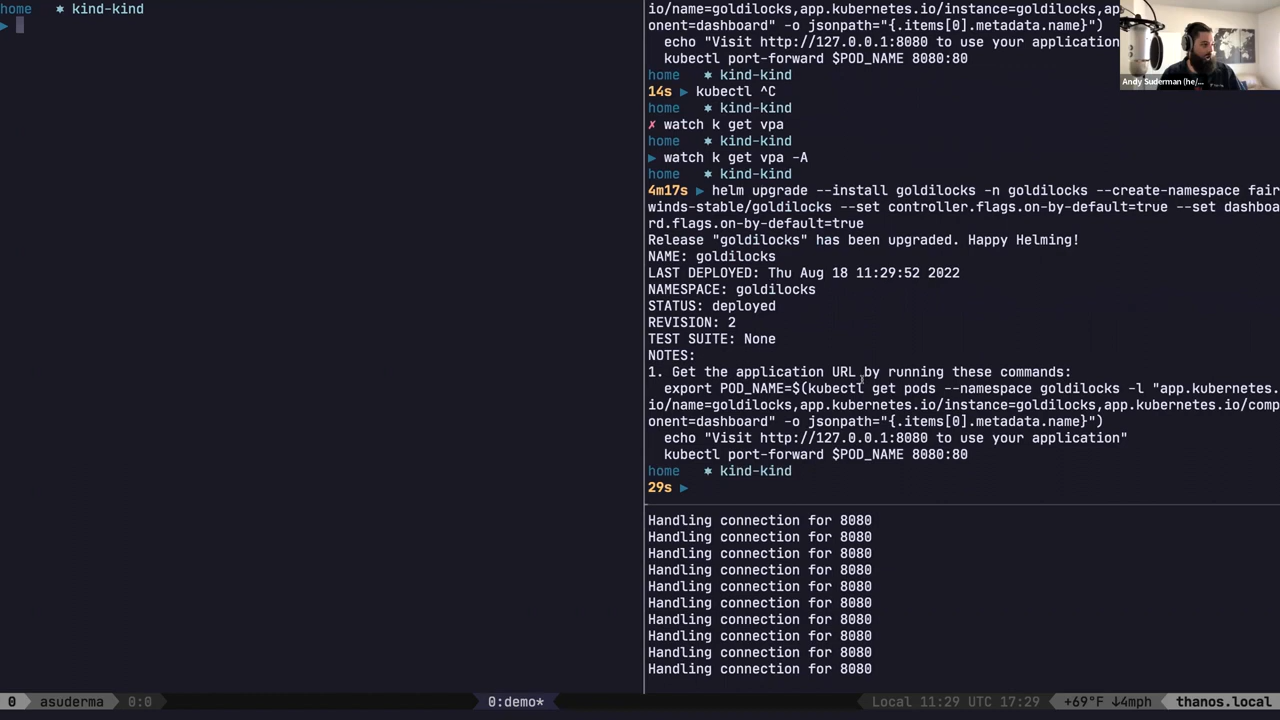 home   * kind-kind
▶
io/name=goldilocks,app.kubernetes.io/instance=goldilocks,ap
onent=dashboard" -o jsonpath="{.items[0].metadata.name}")
  echo "Visit http://127.0.0.1:8080 to use your application
  kubectl port-forward $POD_NAME 8080:80
home   * kind-kind
14s ▶ kubectl ^C
home   * kind-kind
✗ watch k get vpa
home   * kind-kind
▶ watch k get vpa -A
home   * kind-kind
4m17s ▶ helm upgrade --install goldilocks -n goldilocks --create-namespace fair
winds-stable/goldilocks --set controller.flags.on-by-default=true --set dashboa
rd.flags.on-by-default=true
Release "goldilocks" has been upgraded. Happy Helming!
NAME: goldilocks
LAST DEPLOYED: Thu Aug 18 11:29:52 2022
NAMESPACE: goldilocks
STATUS: deployed
REVISION: 2
TEST SUITE: None
NOTES:
1. Get the application URL by running these commands:
  export POD_NAME=$(kubectl get pods --namespace goldilocks -l "app.kubernetes.
io/name=goldilocks,app.kubernetes.io/instance=goldilocks,app.kubernetes.io/comp
onent=dashboard" -o jsonpath="{.items[0].metadata.name}")
  echo "Visit http://127.0.0.1:8080 to use your application"
  kubectl port-forward $POD_NAME 8080:80
home   * kind-kind
29s ▶
Handling connection for 8080
Handling connection for 8080
Handling connection for 8080
Handling connection for 8080
Handling connection for 8080
Handling connection for 8080
Handling connection for 8080
Handling connection for 8080
Handling connection for 8080
Handling connection for 8080
Andy Suderman (he/...
0 asuderma 0:0 0:demo* Local 11:29 UTC 17:29 +69°F ↓4mph thanos.local